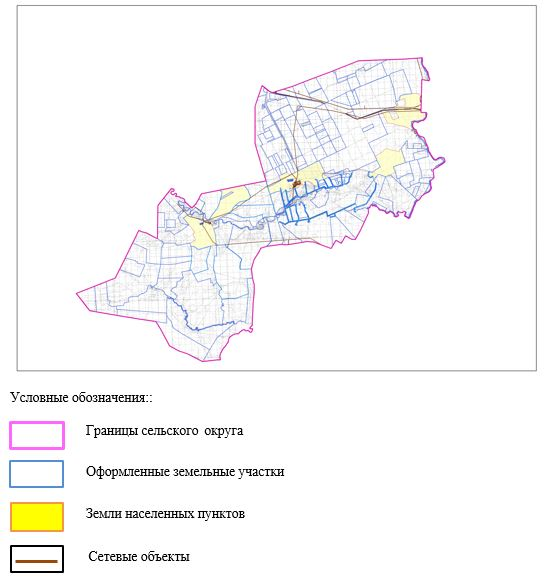 Условные обозначения::
Границы сельского округа
Оформленные земельные участки
Земли населенных пунктов
Сетевые объекты